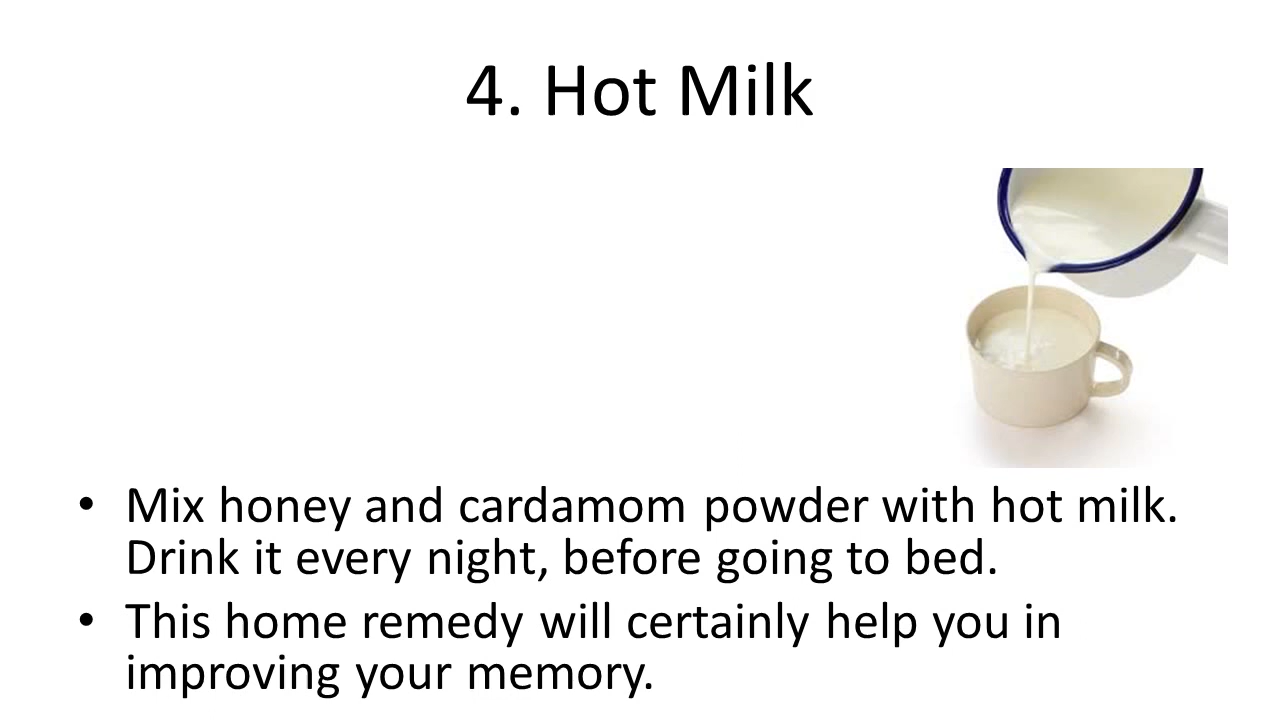 4. Hot Milk
• Mix honey and cardamom powder with hot milk.
Drink it every night, before going to bed.
• This home remedy will certainly help you in
improving your memory.